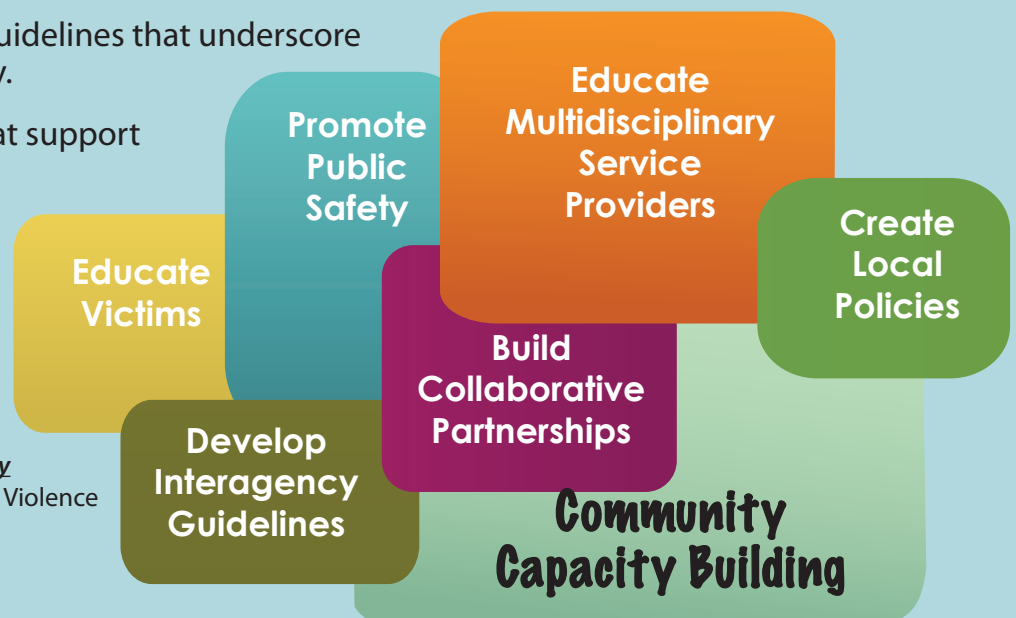 uidelines that underscore
y.
at support
Educate
Multidisciplinary
Service
Providers
Promote
Public
Safety
Create
Local
Policies
Educate
Victims
Build
Collaborative
Partnerships
Develop
Interagency
Guidelines
y
Violence
Community
Capacity Building